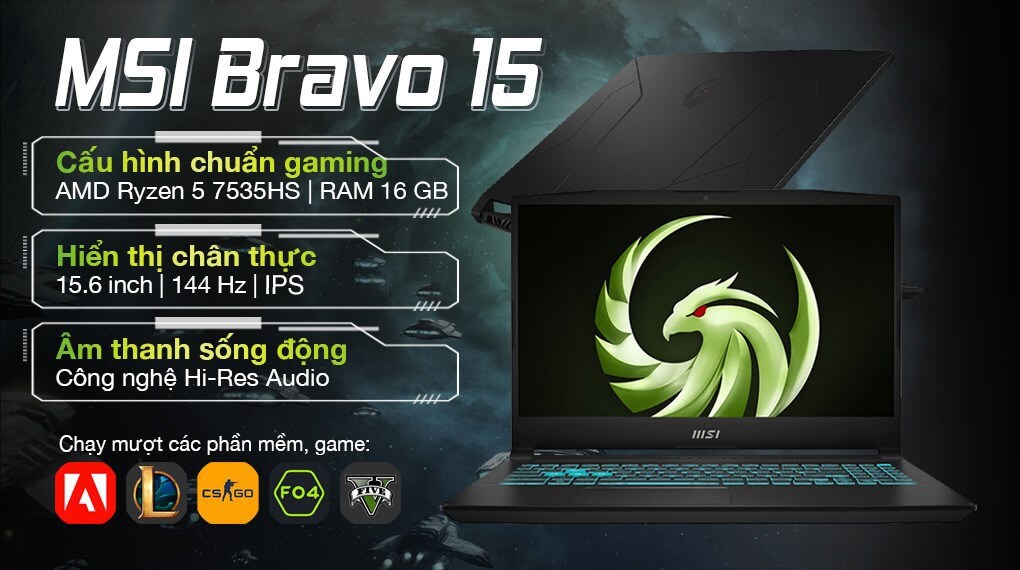 MSI Bravo 15
Cấu hình chuẩn gaming
AMD Ryzen 5 7535HS | RAM 16 GB
Hiển thị chân thực
15.6 inch | 144 Hz | IPS
Âm thanh sống động
Công nghệ Hi-Res Audio
Chạy mượt các phần mềm, game:
L
CS GO
FO4
V
FIVE
msi